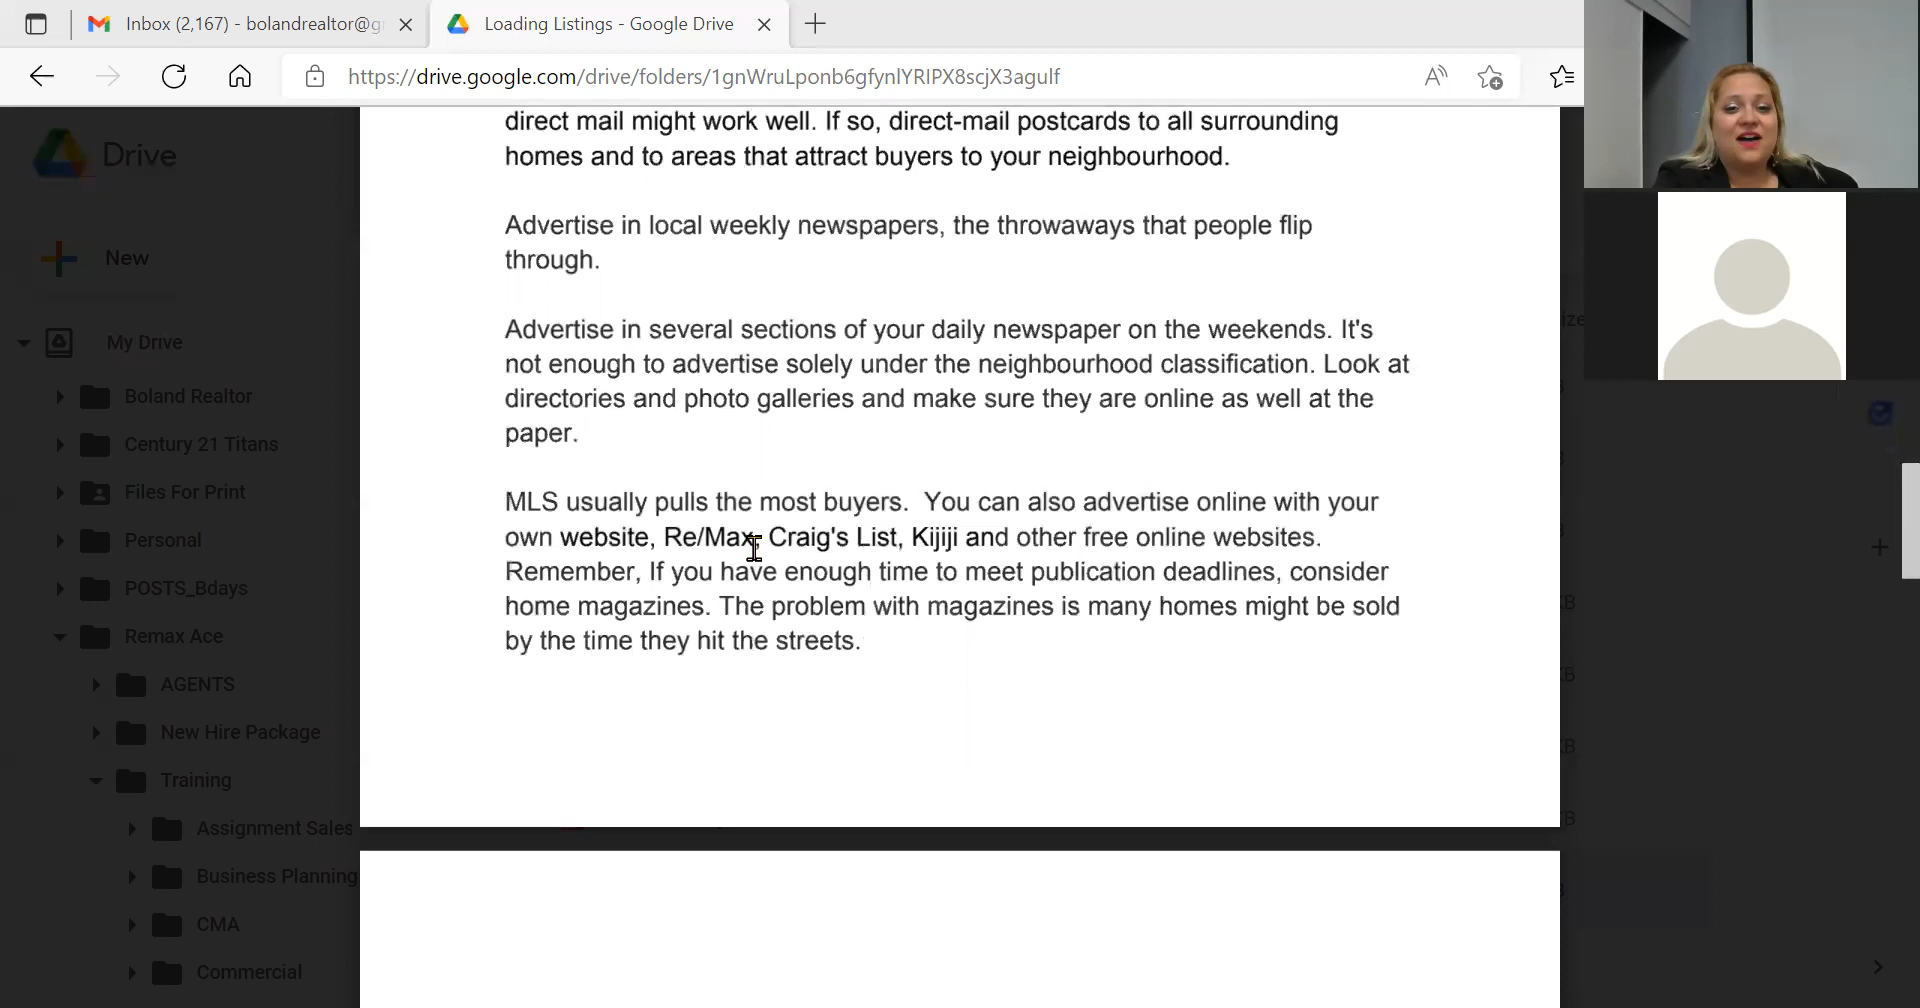 Inbox (2,167) - bolandrealtor@g
Loading Listings - Google Drive
https://drive.google.com/drive/folders/1gnWruLponb6gfynlYRIPX8scjX3agulf
Drive
New
My Drive
Boland Realtor
Century 21 Titans
Files For Print
Personal
POSTS_Bdays
Remax Ace
AGENTS
New Hire Package
Training
Assignment Sales
Business Planning
CMA
Commercial
direct mail might work well. If so, direct-mail postcards to all surrounding
homes and to areas that attract buyers to your neighbourhood.
Advertise in local weekly newspapers, the throwaways that people flip
through.
Advertise in several sections of your daily newspaper on the weekends. It's
not enough to advertise solely under the neighbourhood classification. Look at
directories and photo galleries and make sure they are online as well at the
paper.
MLS usually pulls the most buyers.  You can also advertise online with your
own website, Re/Max, Craig's List, Kijiji and other free online websites.
Remember, If you have enough time to meet publication deadlines, consider
home magazines. The problem with magazines is many homes might be sold
by the time they hit the streets.